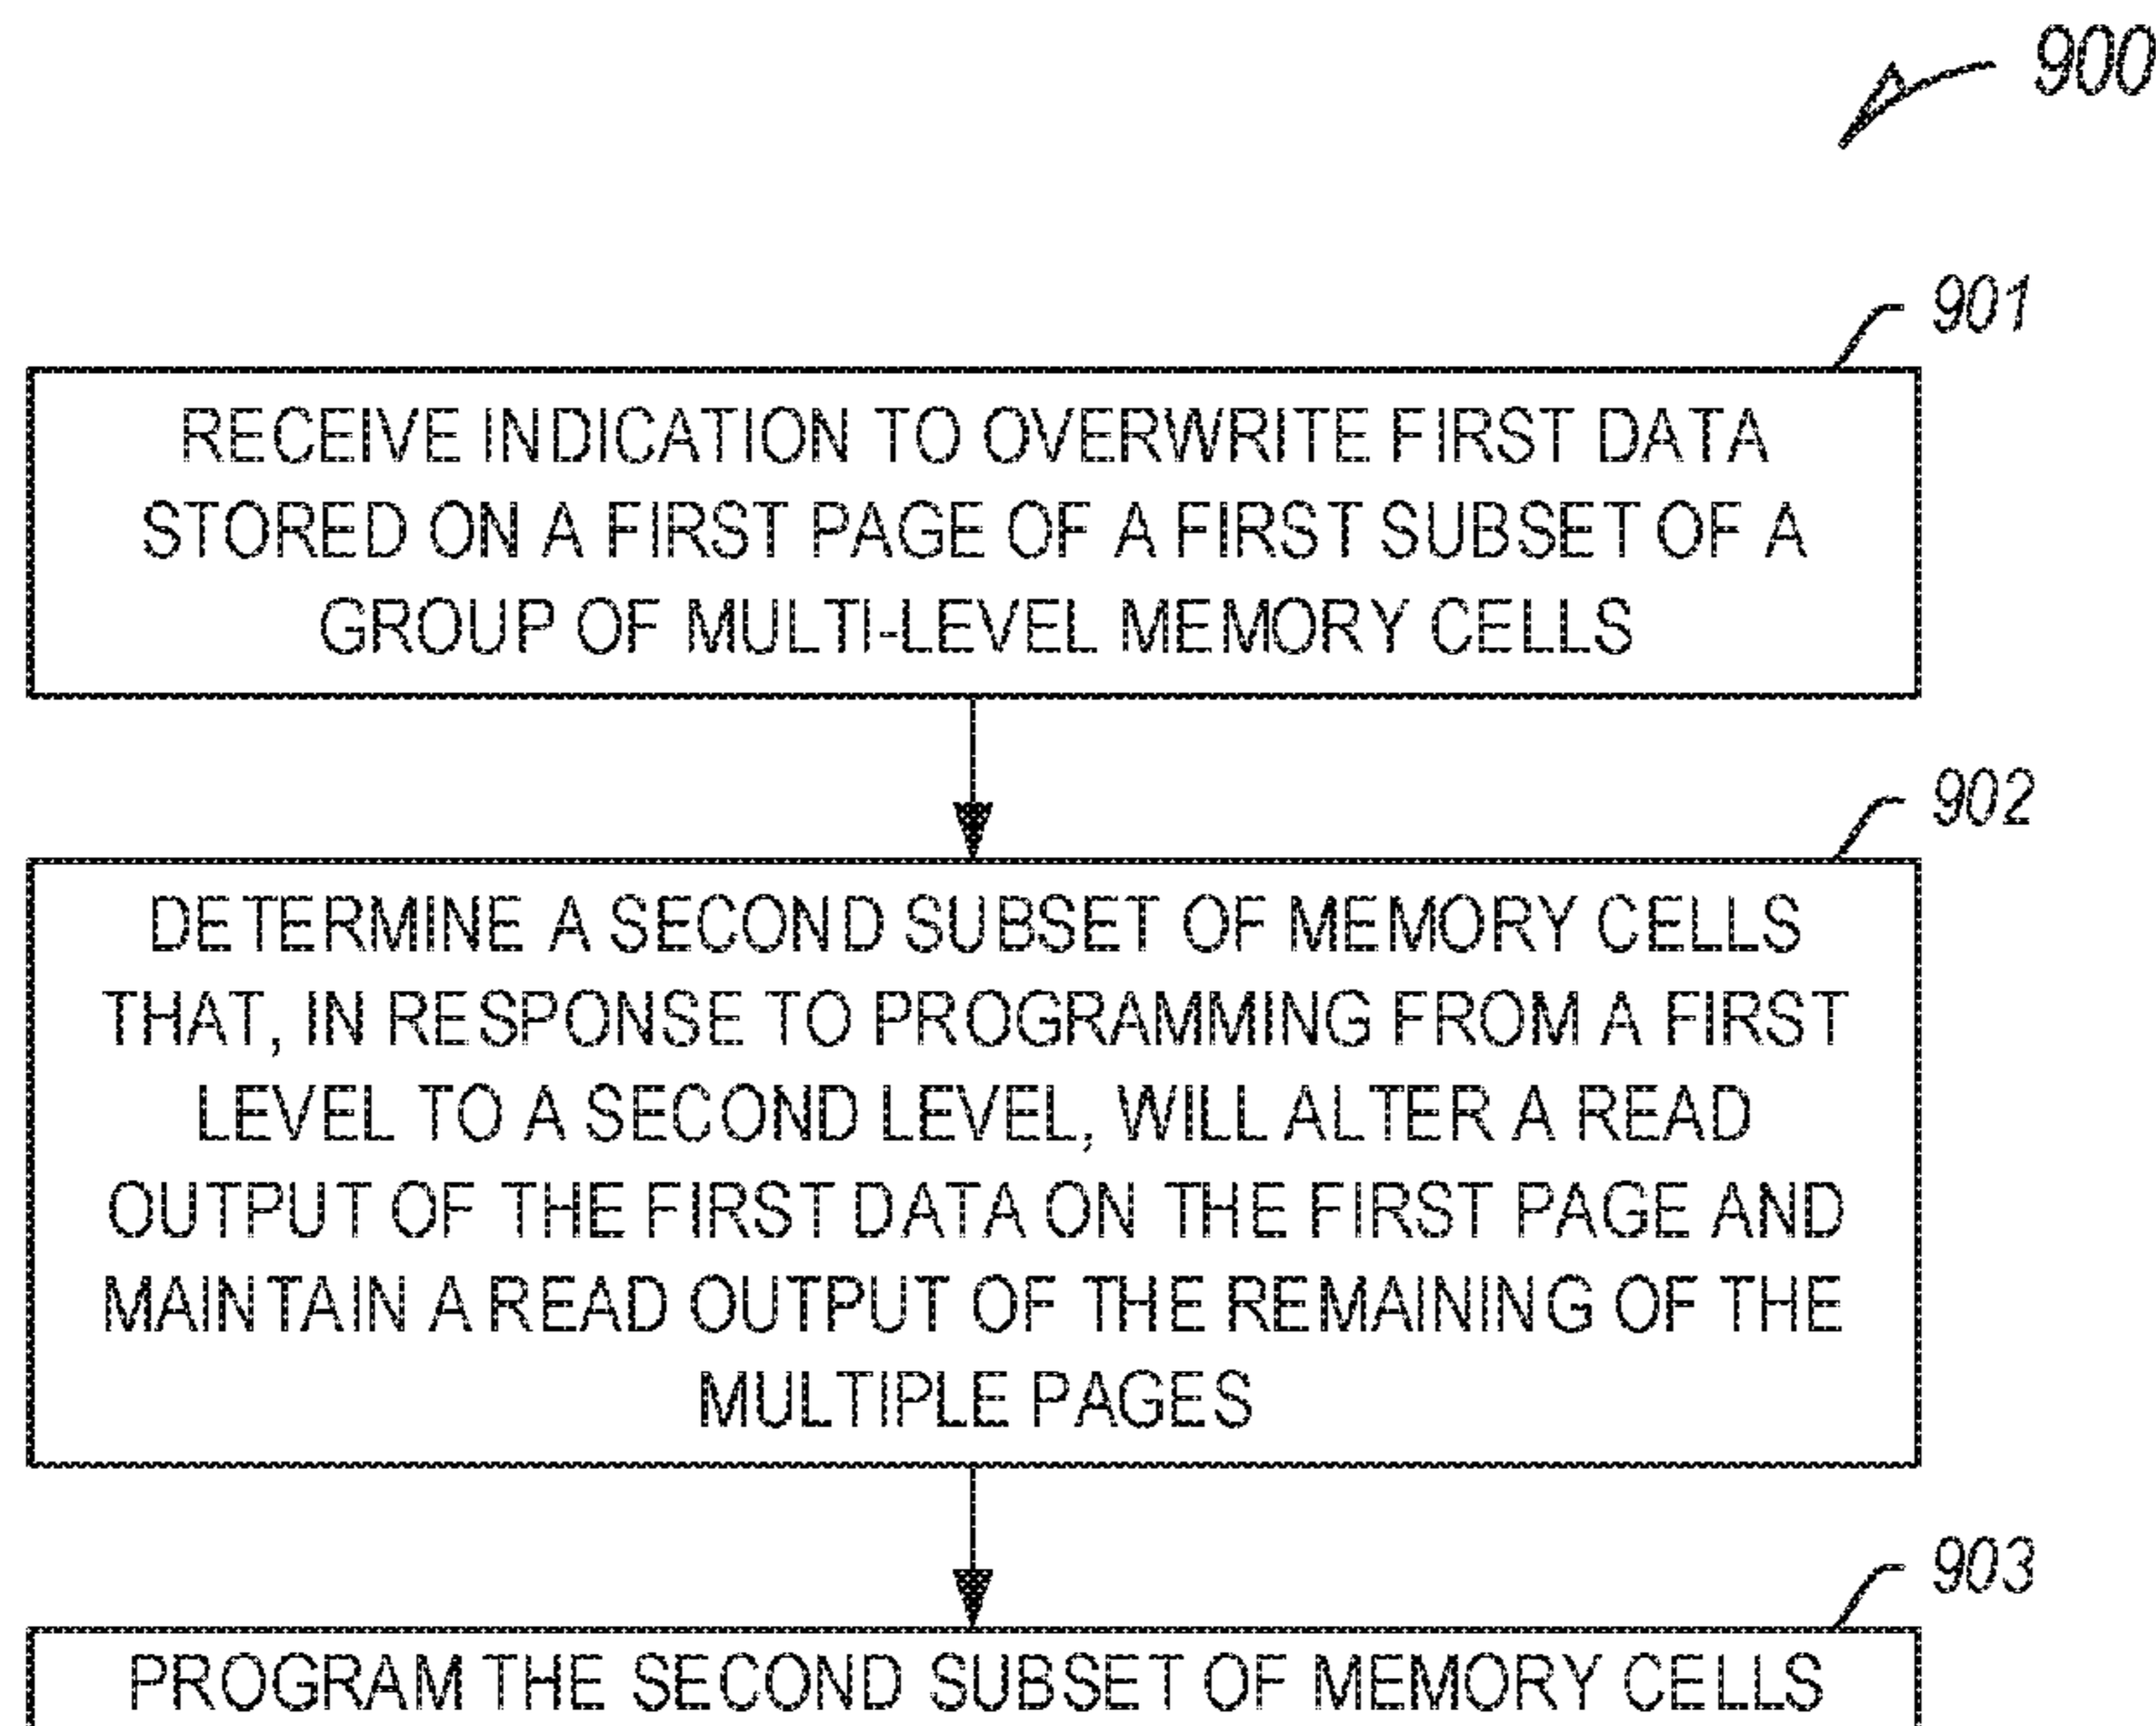 900
901
RECEIVE INDICATION TO OVERWRITE FIRST DATA
STORED ON A FIRST PAGE OF A FIRST SUBSET OF A
GROUP OF MULTI-LEVEL MEMORY CELLS
902
DETERMINE A SECOND SUBSET OF MEMORY CELLS
THAT, IN RESPONSE TO PROGRAMMING FROM A FIRST
LEVEL TO A SECOND LEVEL, WILL ALTER A READ
OUTPUT OF THE FIRST DATA ON THE FIRST PAGE AND
MAINTAIN A READ OUTPUT OF THE REMAINING OF THE
MULTIPLE PAGES
903
PROGRAM THE SECOND SUBSET OF MEMORY CELLS